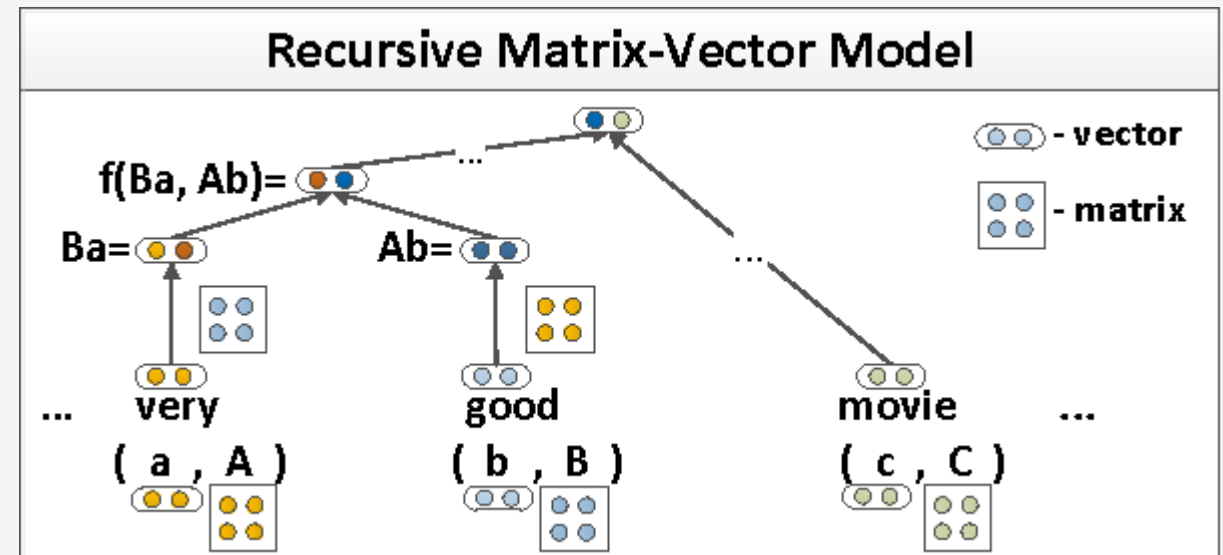 Recursive Matrix-Vector Model
- vector
...
f(Ba, Ab)=
- matrix
Ba=
Ab=
...
... very good movie ...
( a , A ) ( b , B ) ( c , C )